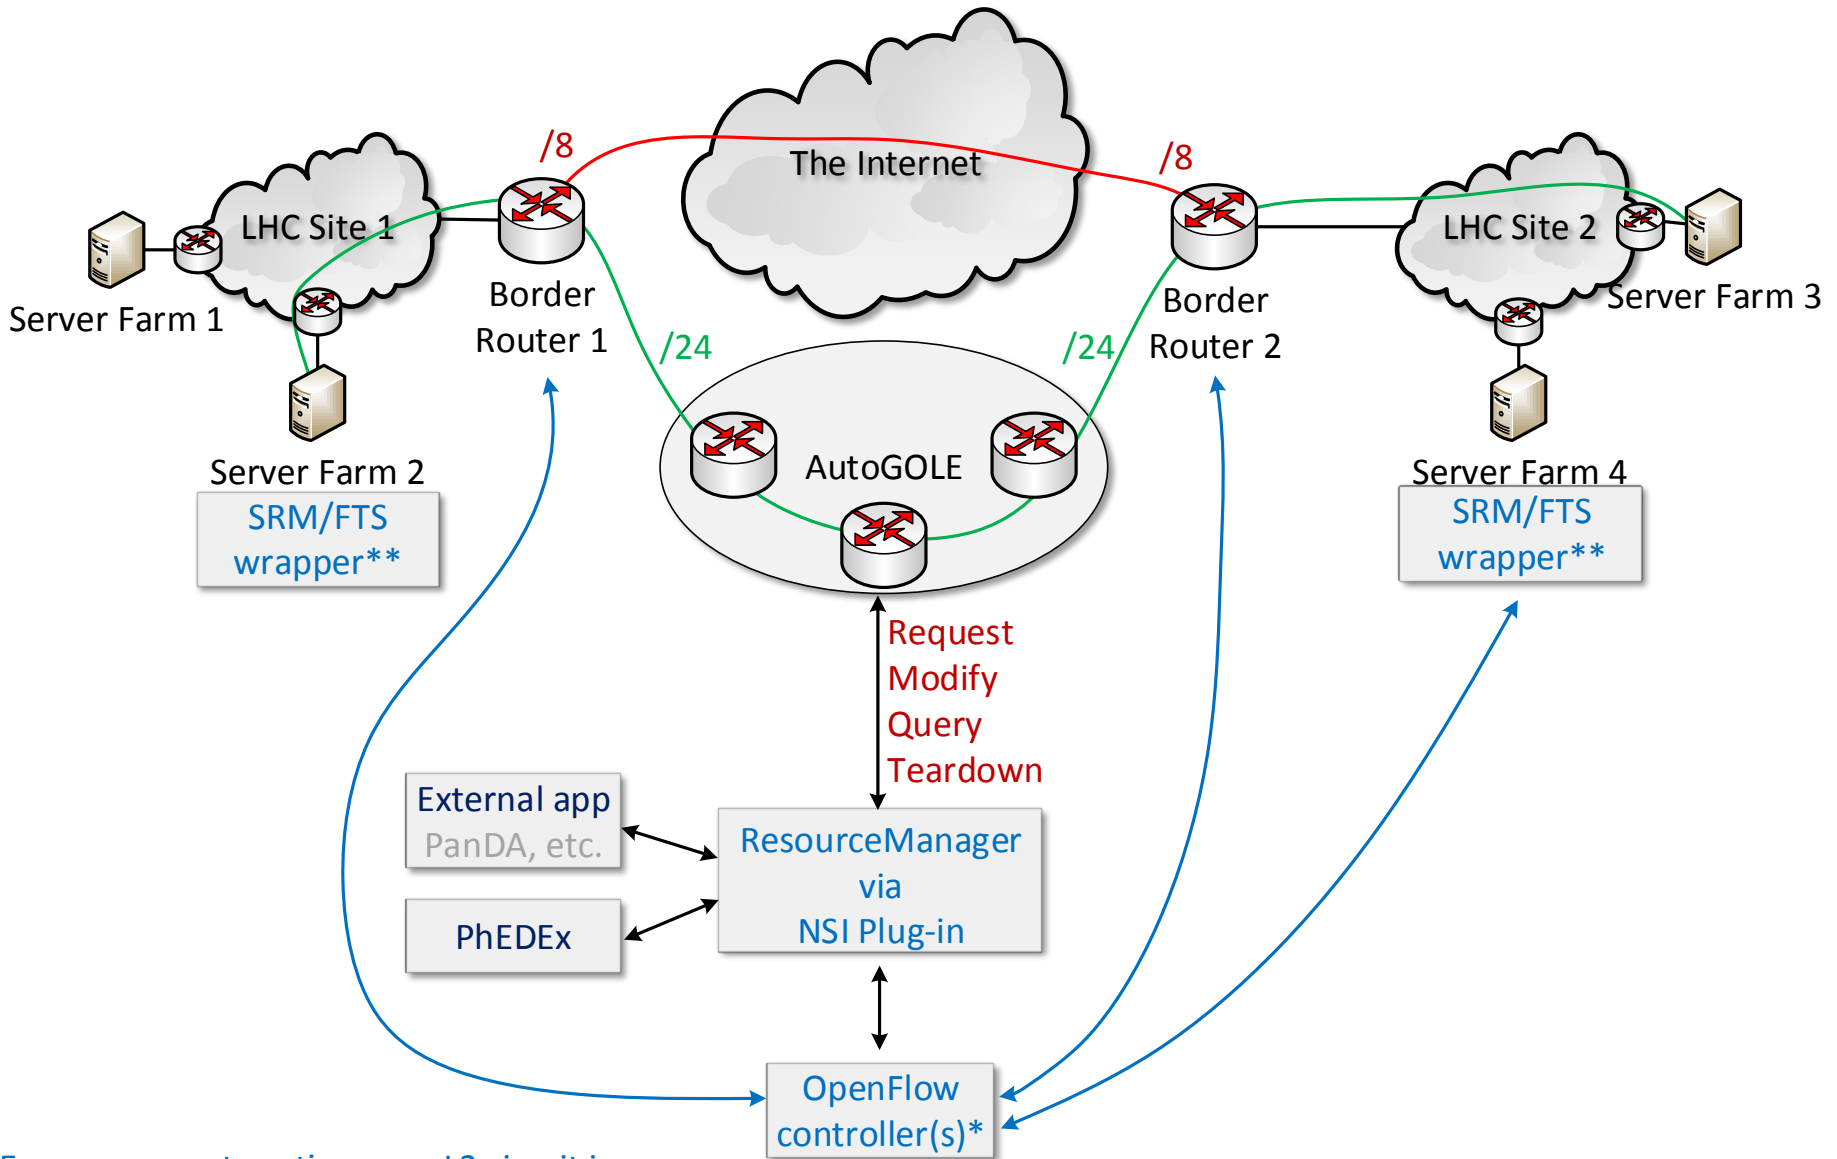 The Internet
/8
/8
LHC Site 1
LHC Site 2
Border
Router 1
Border
Router 2
Server Farm 1
Server Farm 3
/24
/24
AutoGOLE
Server Farm 2
SRM/FTS
wrapper**
Server Farm 4
SRM/FTS
wrapper**
Request
Modify
Query
Teardown
External app
PanDA, etc.
PhEDEx
ResourceManager
via
NSI Plug-in
OpenFlow
controller(s)*